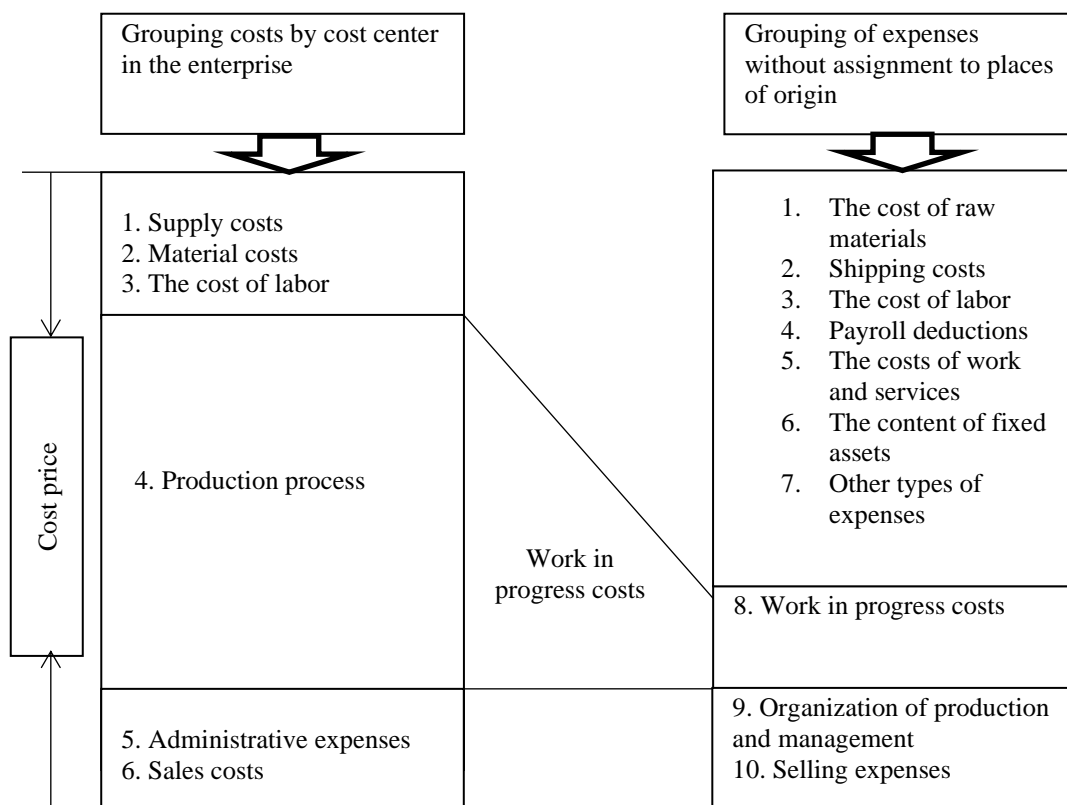 Grouping costs by cost center
in the enterprise
Grouping of expenses
without assignment to places
of origin
1. Supply costs
2. Material costs
3. The cost of labor
4. Production process
5. Administrative expenses
6. Sales costs
Cost price
Work in
progress costs
1. The cost of raw
materials
2. Shipping costs
3. The cost of labor
4. Payroll deductions
5. The costs of work
and services
6. The content of fixed
assets
7. Other types of
expenses
8. Work in progress costs
9. Organization of production
and management
10. Selling expenses